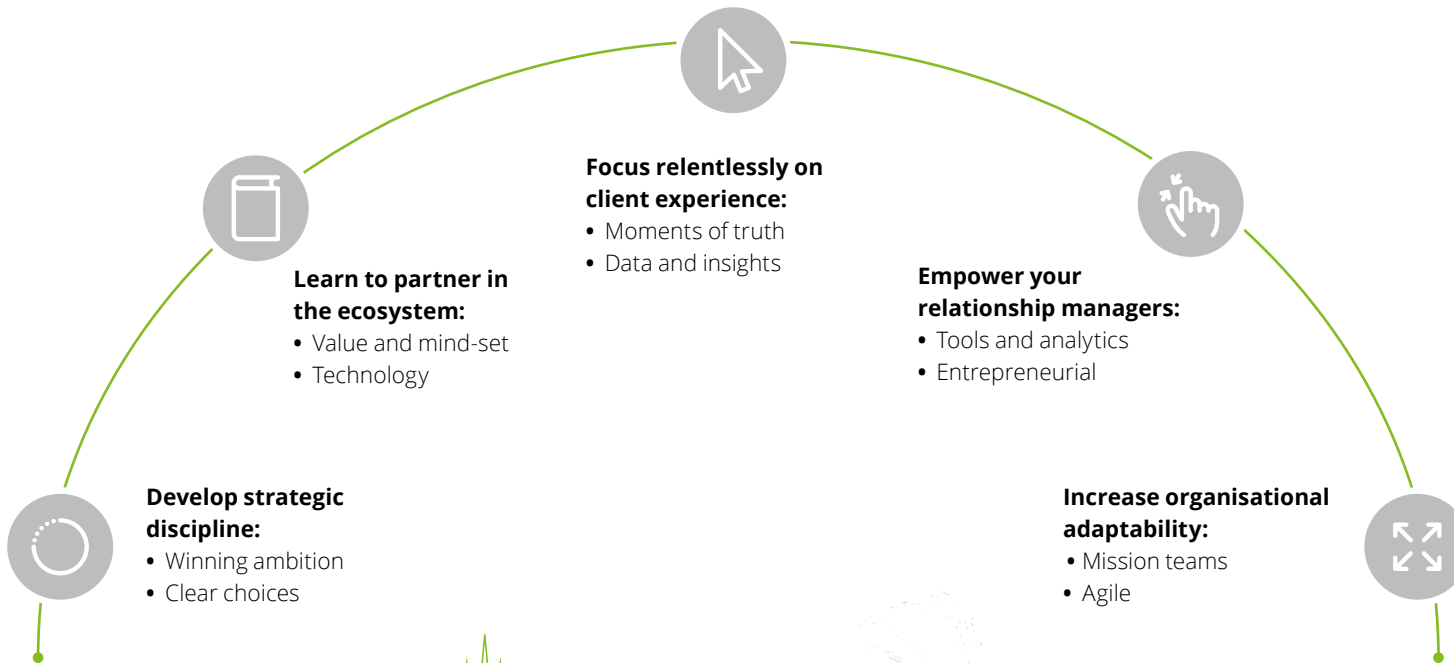 Develop strategic
discipline:
• Winning ambition
• Clear choices
Learn to partner in
the ecosystem:
• Value and mind-set
• Technology
Focus relentlessly on
client experience:
• Moments of truth
• Data and insights
Empower your
relationship managers:
• Tools and analytics
• Entrepreneurial
Increase organisational
adaptability:
• Mission teams
• Agile